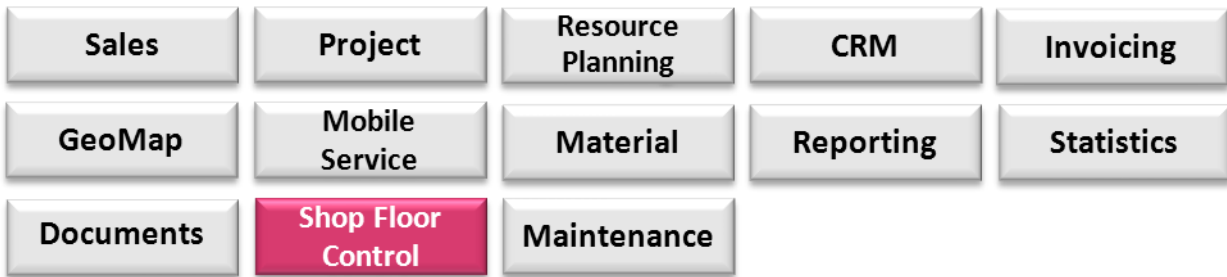 Sales
Project
Resource
Planning
CRM
Invoicing
GeoMap
Mobile
Service
Material
Reporting
Statistics
Documents
Shop Floor
Control
Maintenance